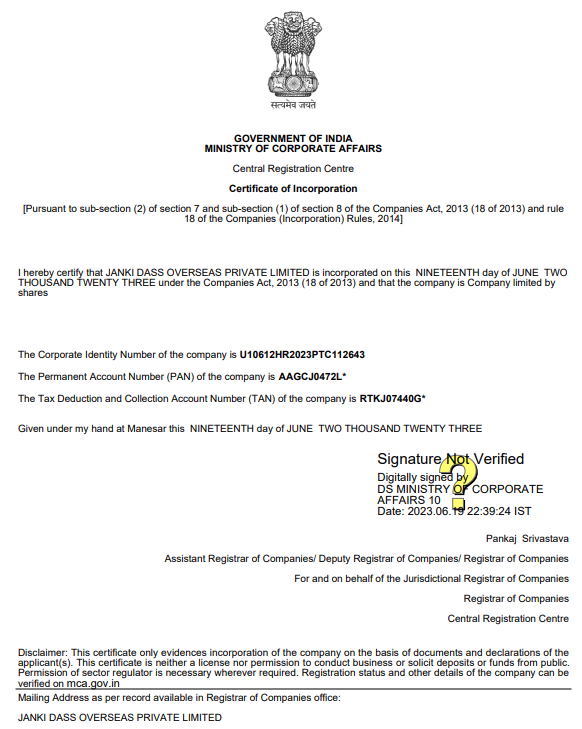 सत्यमेव जयते
GOVERNMENT OF INDIA
MINISTRY OF CORPORATE AFFAIRS
Central Registration Centre
Certificate of Incorporation
[Pursuant to sub-section (2) of section 7 and sub-section (1) of section 8 of the Companies Act, 2013 (18 of 2013) and rule
18 of the Companies (Incorporation) Rules, 2014]
I hereby certify that JANKI DASS OVERSEAS PRIVATE LIMITED is incorporated on this NINETEENTH day of JUNE TWO
THOUSAND TWENTY THREE under the Companies Act, 2013 (18 of 2013) and that the company is Company limited by
shares
The Corporate Identity Number of the company is U10612HR2023PTC112643
The Permanent Account Number (PAN) of the company is AAGCJ0472L*
The Tax Deduction and Collection Account Number (TAN) of the company is RTKJ07440G*
Given under my hand at Manesar this NINETEENTH day of JUNE TWO THOUSAND TWENTY THREE
Signature Not Verified
Digitally signed by
DS MINISTRY OF CORPORATE
AFFAIRS 10
Date: 2023.06.19 22:39:24 IST
Pankaj Srivastava
Assistant Registrar of Companies/ Deputy Registrar of Companies/ Registrar of Companies
For and on behalf of the Jurisdictional Registrar of Companies
Registrar of Companies
Central Registration Centre
Disclaimer: This certificate only evidences incorporation of the company on the basis of documents and declarations of the
applicant(s). This certificate is neither a license nor permission to conduct business or solicit deposits or funds from public.
Permission of sector regulator is necessary wherever required. Registration status and other details of the company can be
verified on mca.gov.in
Mailing Address as per record available in Registrar of Companies office:
JANKI DASS OVERSEAS PRIVATE LIMITED